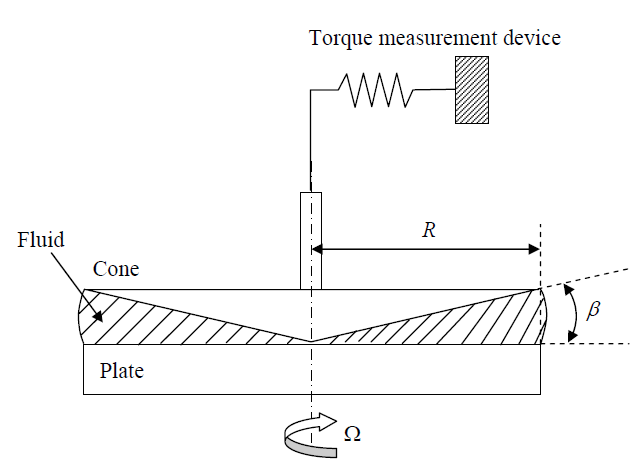 Torque measurement device
R
Fluid
Cone
β
Plate
Ω